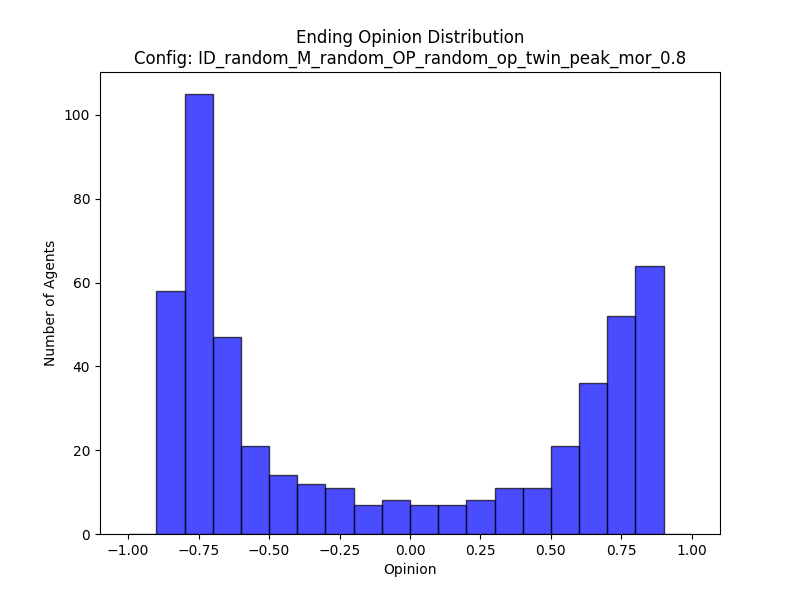 Ending Opinion Distribution
Config: ID_random_M_random_OP_random_op_twin_peak_mor_0.8
Number of Agents
100
80
60
40
20
0
−1.00 −0.75 −0.50 −0.25 0.00 0.25 0.50 0.75 1.00
Opinion